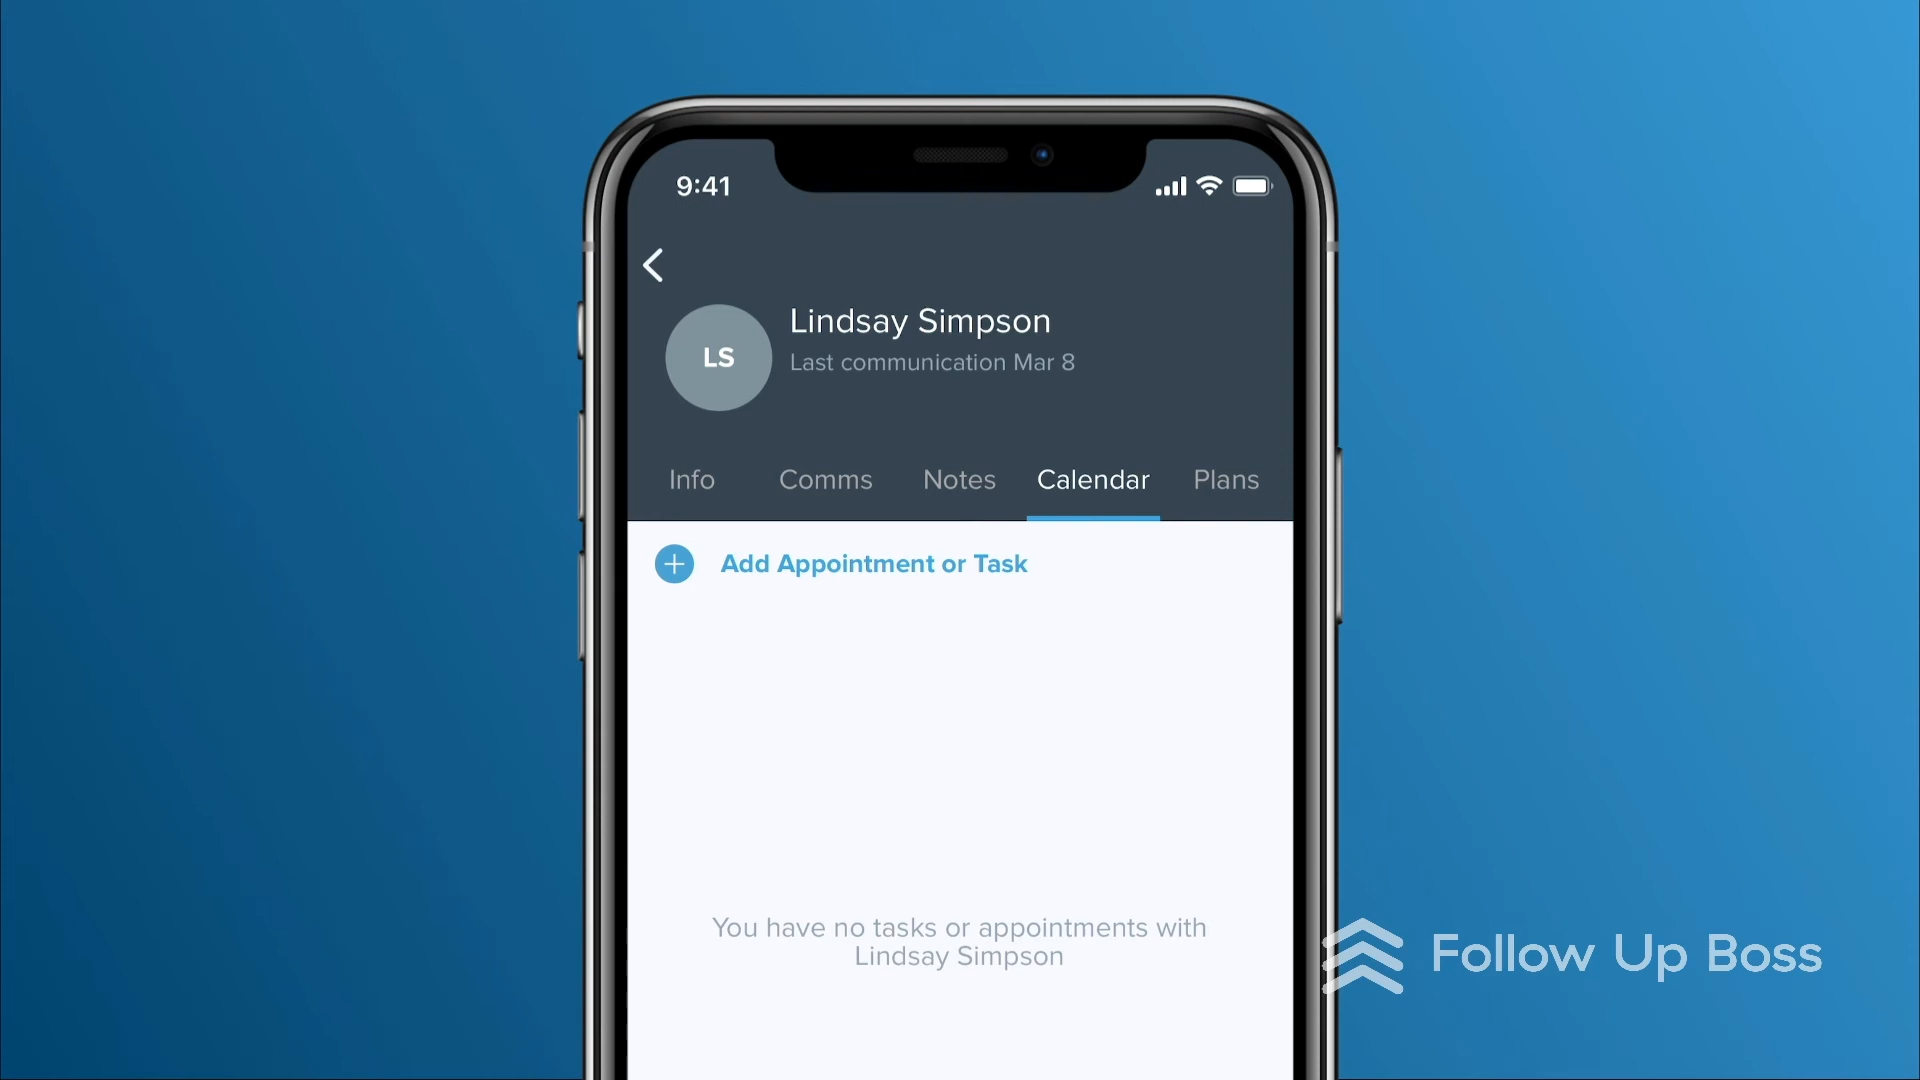 9:41
Lindsay Simpson
LS
Last communication Mar 8
Info Comms Notes Calendar Plans
Add Appointment or Task
You have no tasks or appointments with
Lindsay Simpson
Follow Up Boss